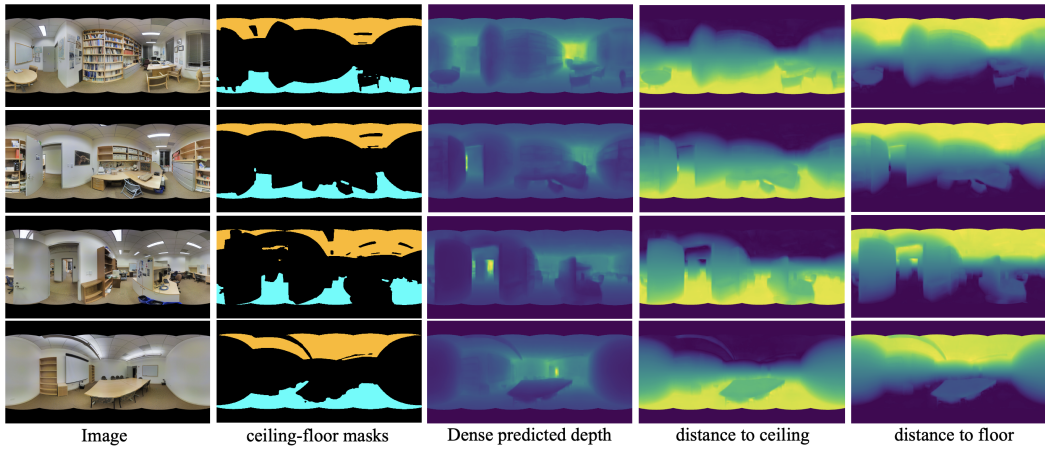 Image
ceiling-floor masks
Dense predicted depth
distance to ceiling
distance to floor